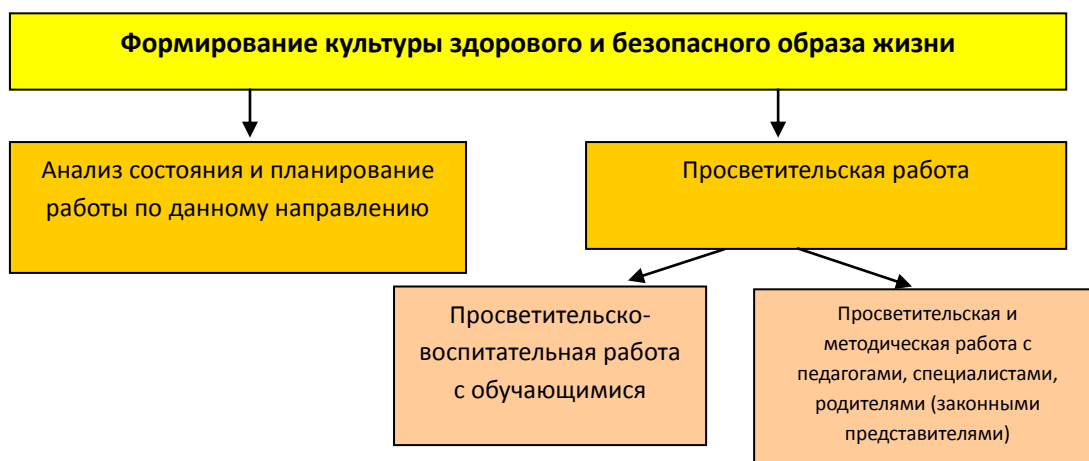 Формирование культуры здорового и безопасного образа жизни
Анализ состояния и планирование
работы по данному направлению
Просветительская работа
Просветительско-
воспитательная работа
с обучающимися
Просветительская и
методическая работа с
педагогами, специалистами,
родителями (законными
представителями)